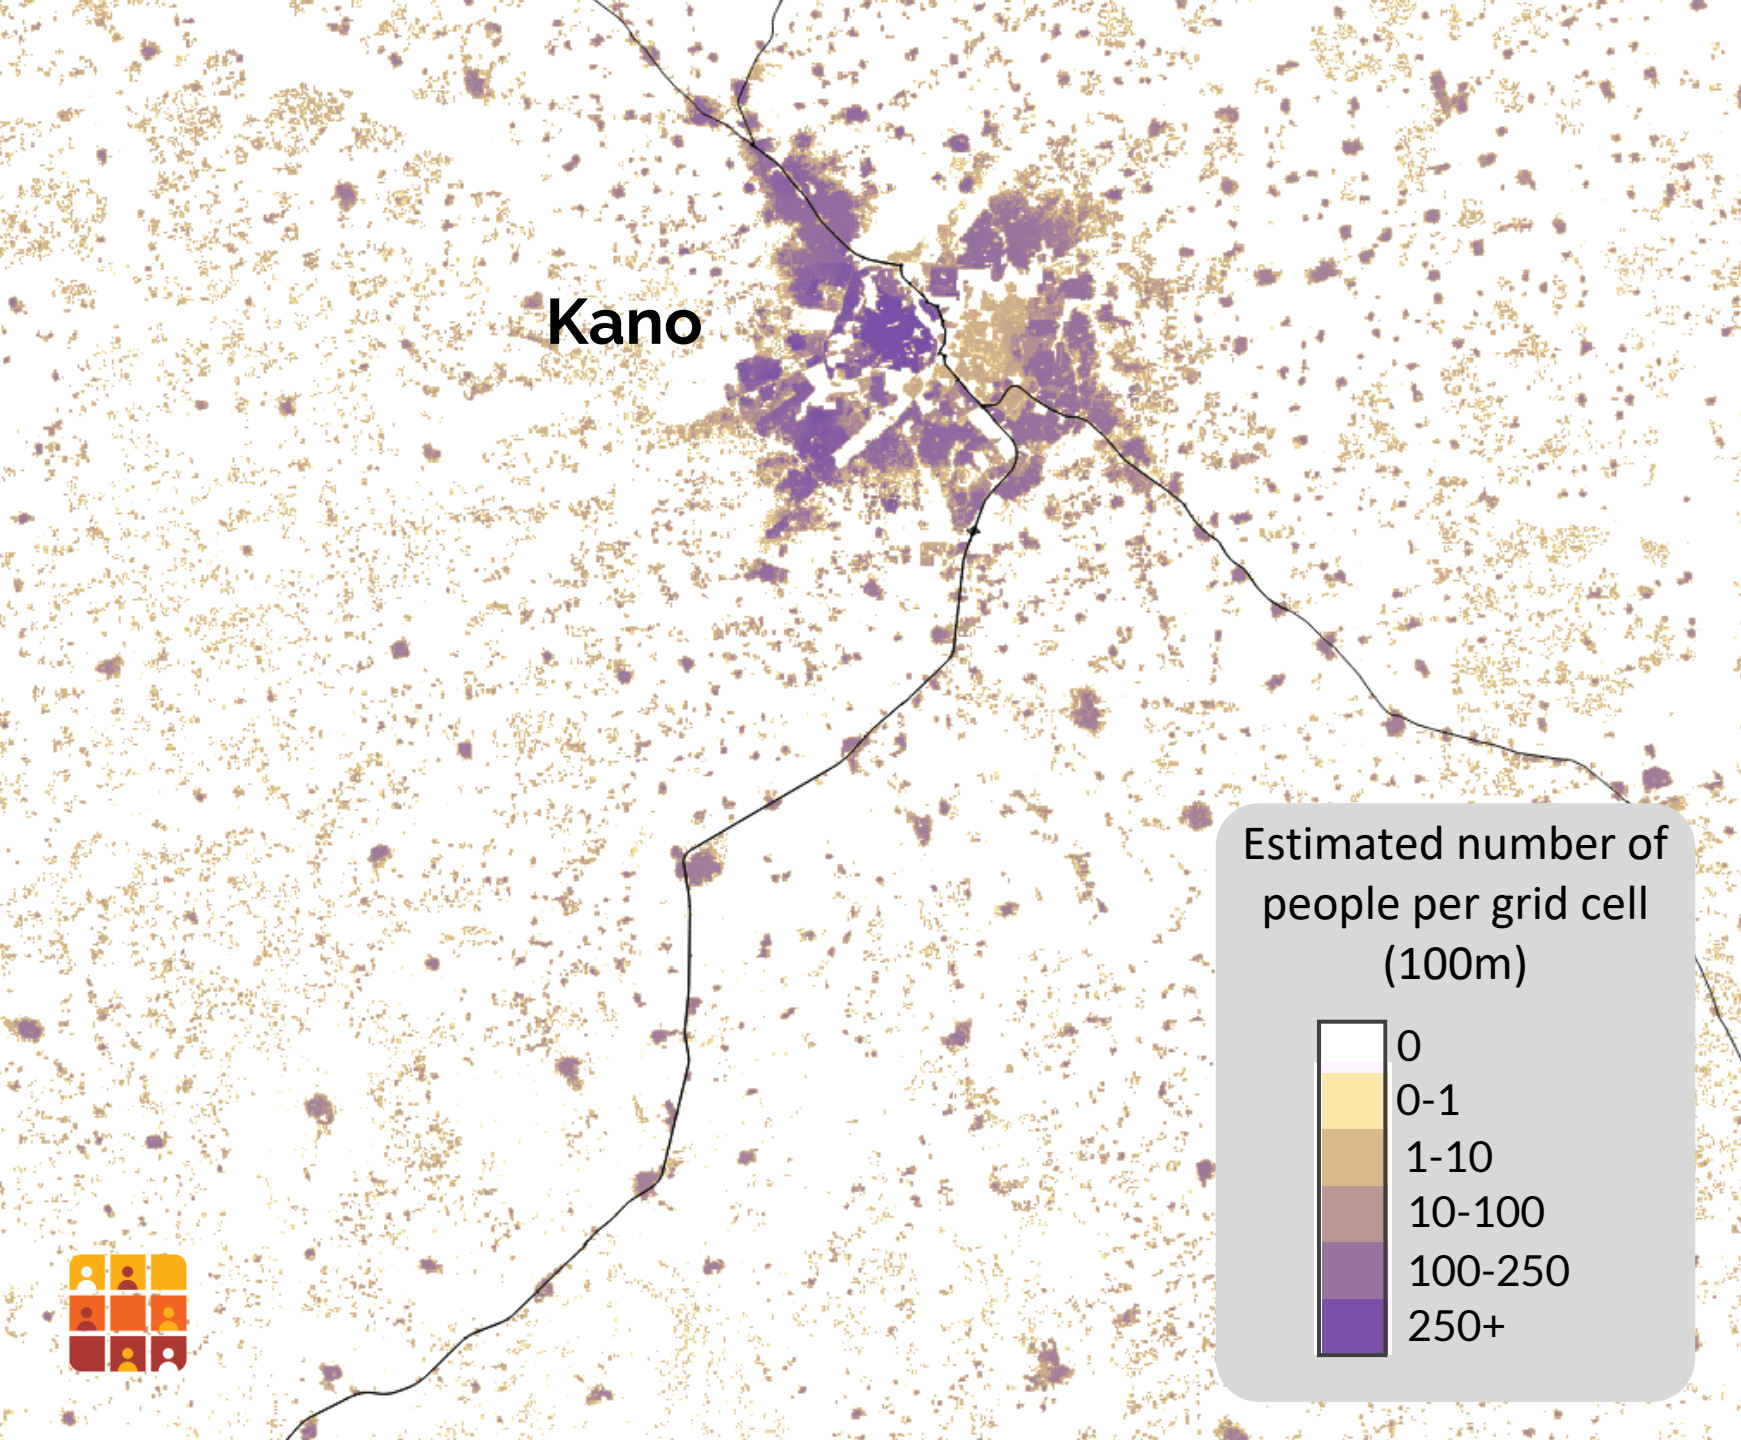 Kano
Estimated number of
people per grid cell
(100m)
0
0-1
1-10
10-100
100-250
250+